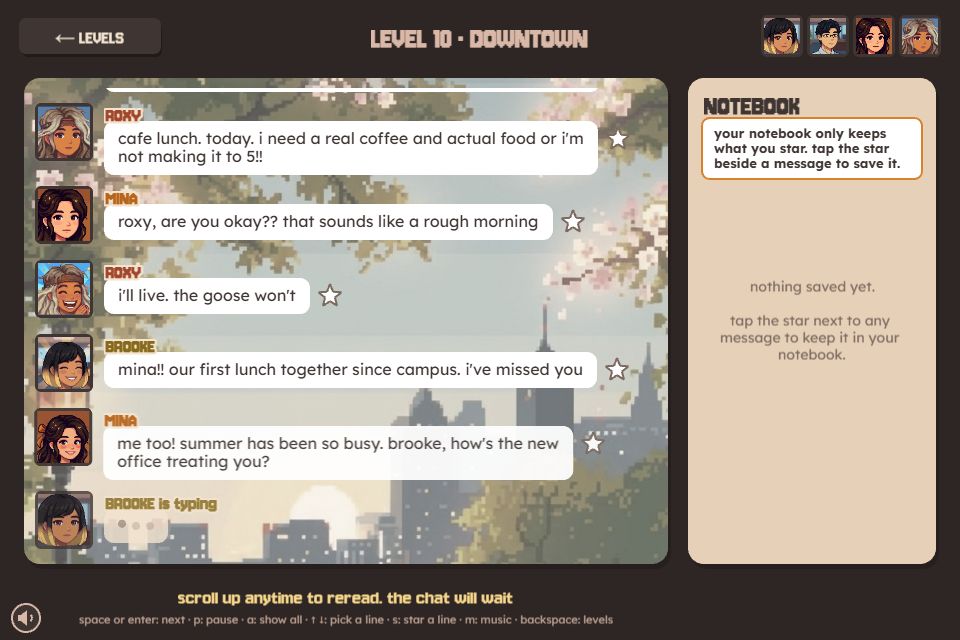 ← LEVELS
LEVEL 10 · DOWNTOWN
ROXY
cafe lunch. today. i need a real coffee and actual food or i'm
not making it to 5!!
MINA
roxy, are you okay?? that sounds like a rough morning
ROXY
i'll live. the goose won't
BROOKE
mina!! our first lunch together since campus. i've missed you
MINA
me too! summer has been so busy. brooke, how's the new
office treating you?
BROOKE is typing
NOTEBOOK
your notebook only keeps
what you star. tap the star
beside a message to save it.
nothing saved yet.
tap the star next to any
message to keep it in your
notebook.
scroll up anytime to reread. the chat will wait
space or enter: next · p: pause · a: show all · ↑ ↓: pick a line · s: star a line · m: music · backspace: levels